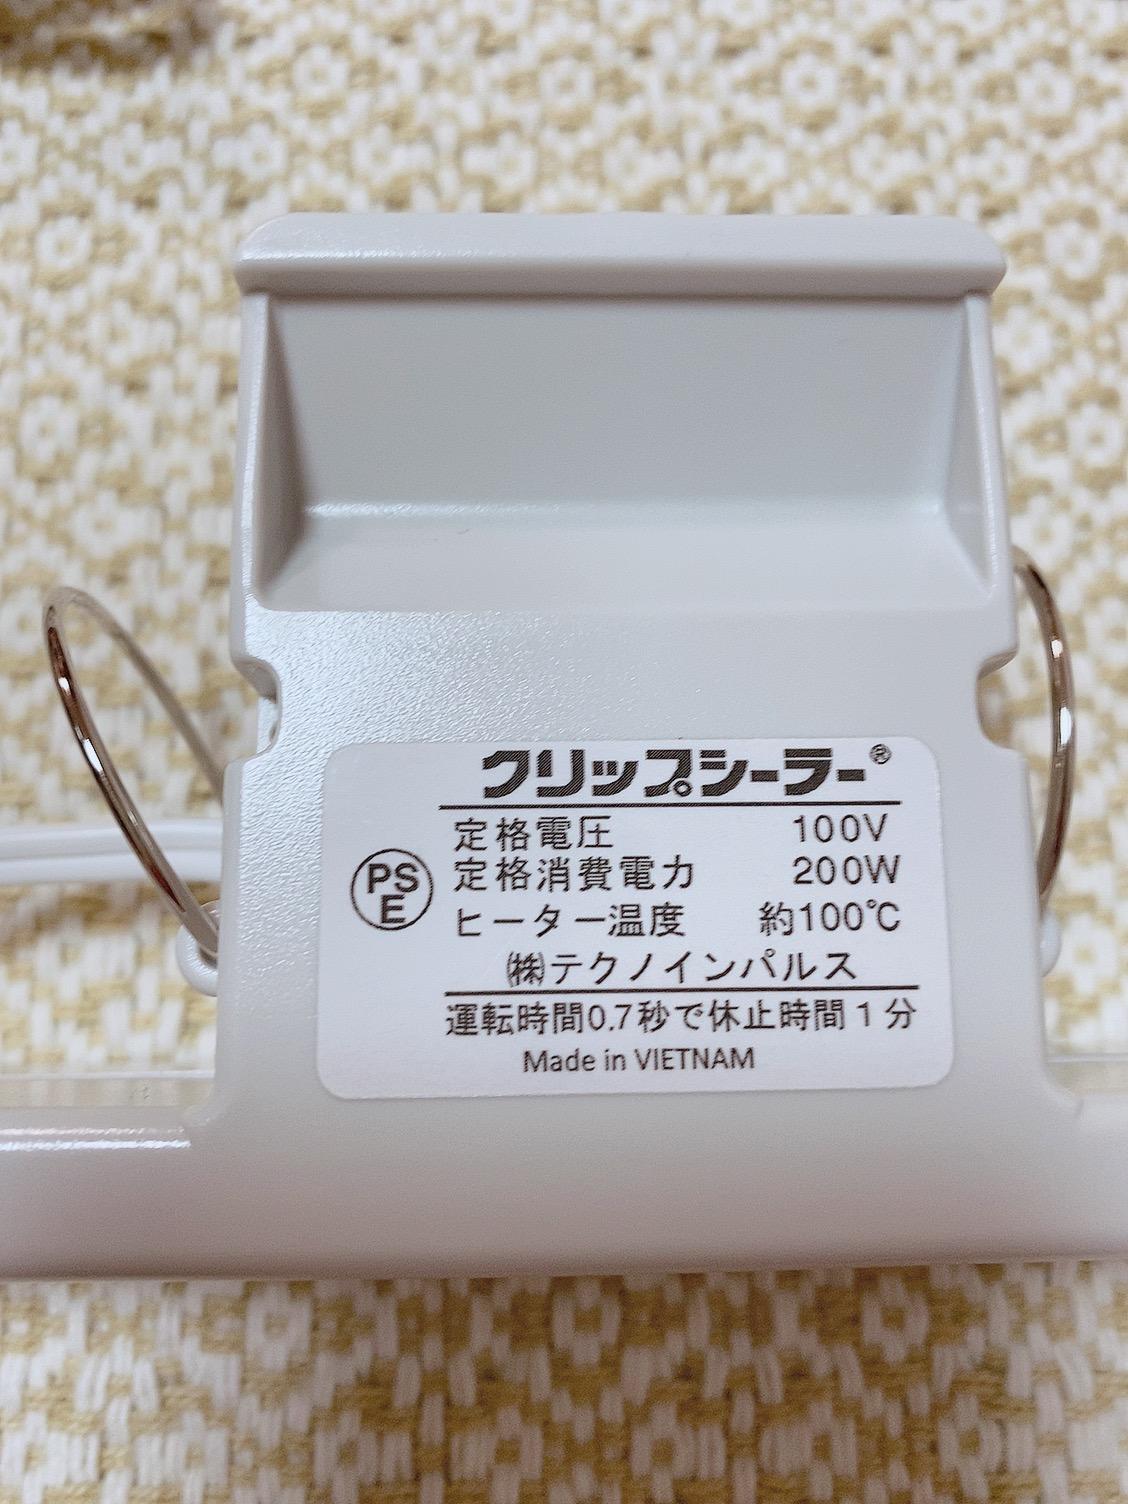 クリップシーラー®
定格電圧 100V
定格消費電力 200W
PS
E
ヒーター温度 約100℃
㈱テクノインパルス
運転時間0.7秒で休止時間1分
Made in VIETNAM